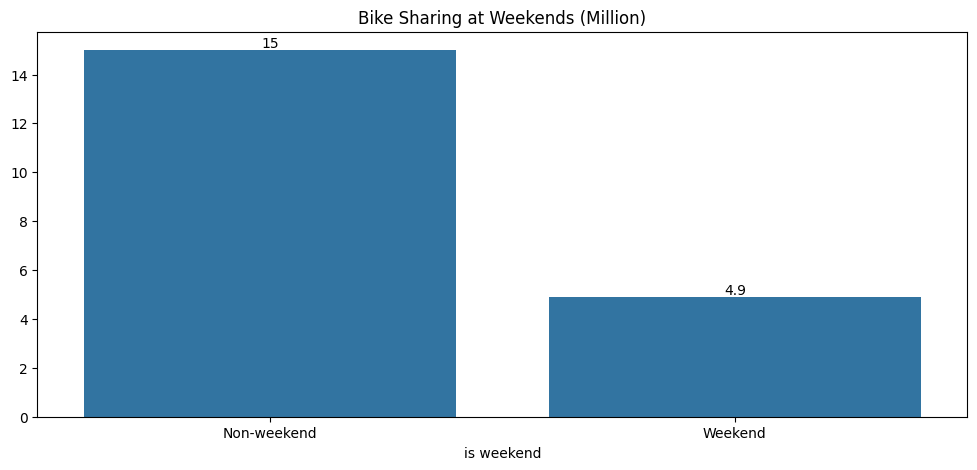 Bike Sharing at Weekends (Million)
15
14
12
10
8
6
4.9
4
2
0
Non-weekend
Weekend
is weekend